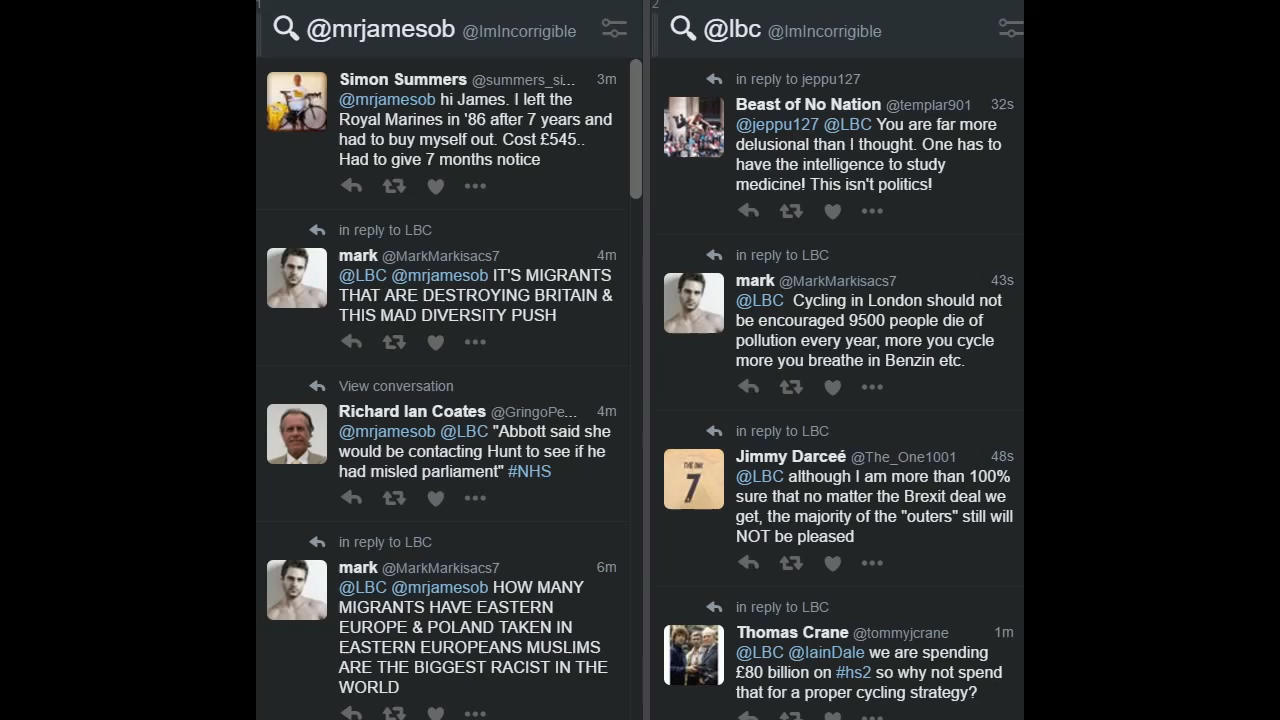 1
@mrjamesob @ImIncorrigible
Simon Summers @summers_si... 3m
@mrjamesob hi James. I left the
Royal Marines in '86 after 7 years and
had to buy myself out. Cost £545..
Had to give 7 months notice
in reply to LBC
mark @MarkMarkisacs7 4m
@LBC @mrjamesob IT'S MIGRANTS
THAT ARE DESTROYING BRITAIN &
THIS MAD DIVERSITY PUSH
View conversation
Richard Ian Coates @GringoPe... 4m
@mrjamesob @LBC "Abbott said she
would be contacting Hunt to see if he
had misled parliament" #NHS
in reply to LBC
mark @MarkMarkisacs7 6m
@LBC @mrjamesob HOW MANY
MIGRANTS HAVE EASTERN
EUROPE & POLAND TAKEN IN
EASTERN EUROPEANS MUSLIMS
ARE THE BIGGEST RACIST IN THE
WORLD
2
@lbc @ImIncorrigible
in reply to jeppu127
Beast of No Nation @templar901 32s
@jeppu127 @LBC You are far more
delusional than I thought. One has to
have the intelligence to study
medicine! This isn't politics!
in reply to LBC
mark @MarkMarkisacs7 43s
@LBC Cycling in London should not
be encouraged 9500 people die of
pollution every year, more you cycle
more you breathe in Benzin etc.
in reply to LBC
Jimmy Darceé @The_One1001 48s
@LBC although I am more than 100%
sure that no matter the Brexit deal we
get, the majority of the "outers" still will
NOT be pleased
THE ONE
7
in reply to LBC
Thomas Crane @tommyjcrane 1m
@LBC @IainDale we are spending
£80 billion on #hs2 so why not spend
that for a proper cycling strategy?